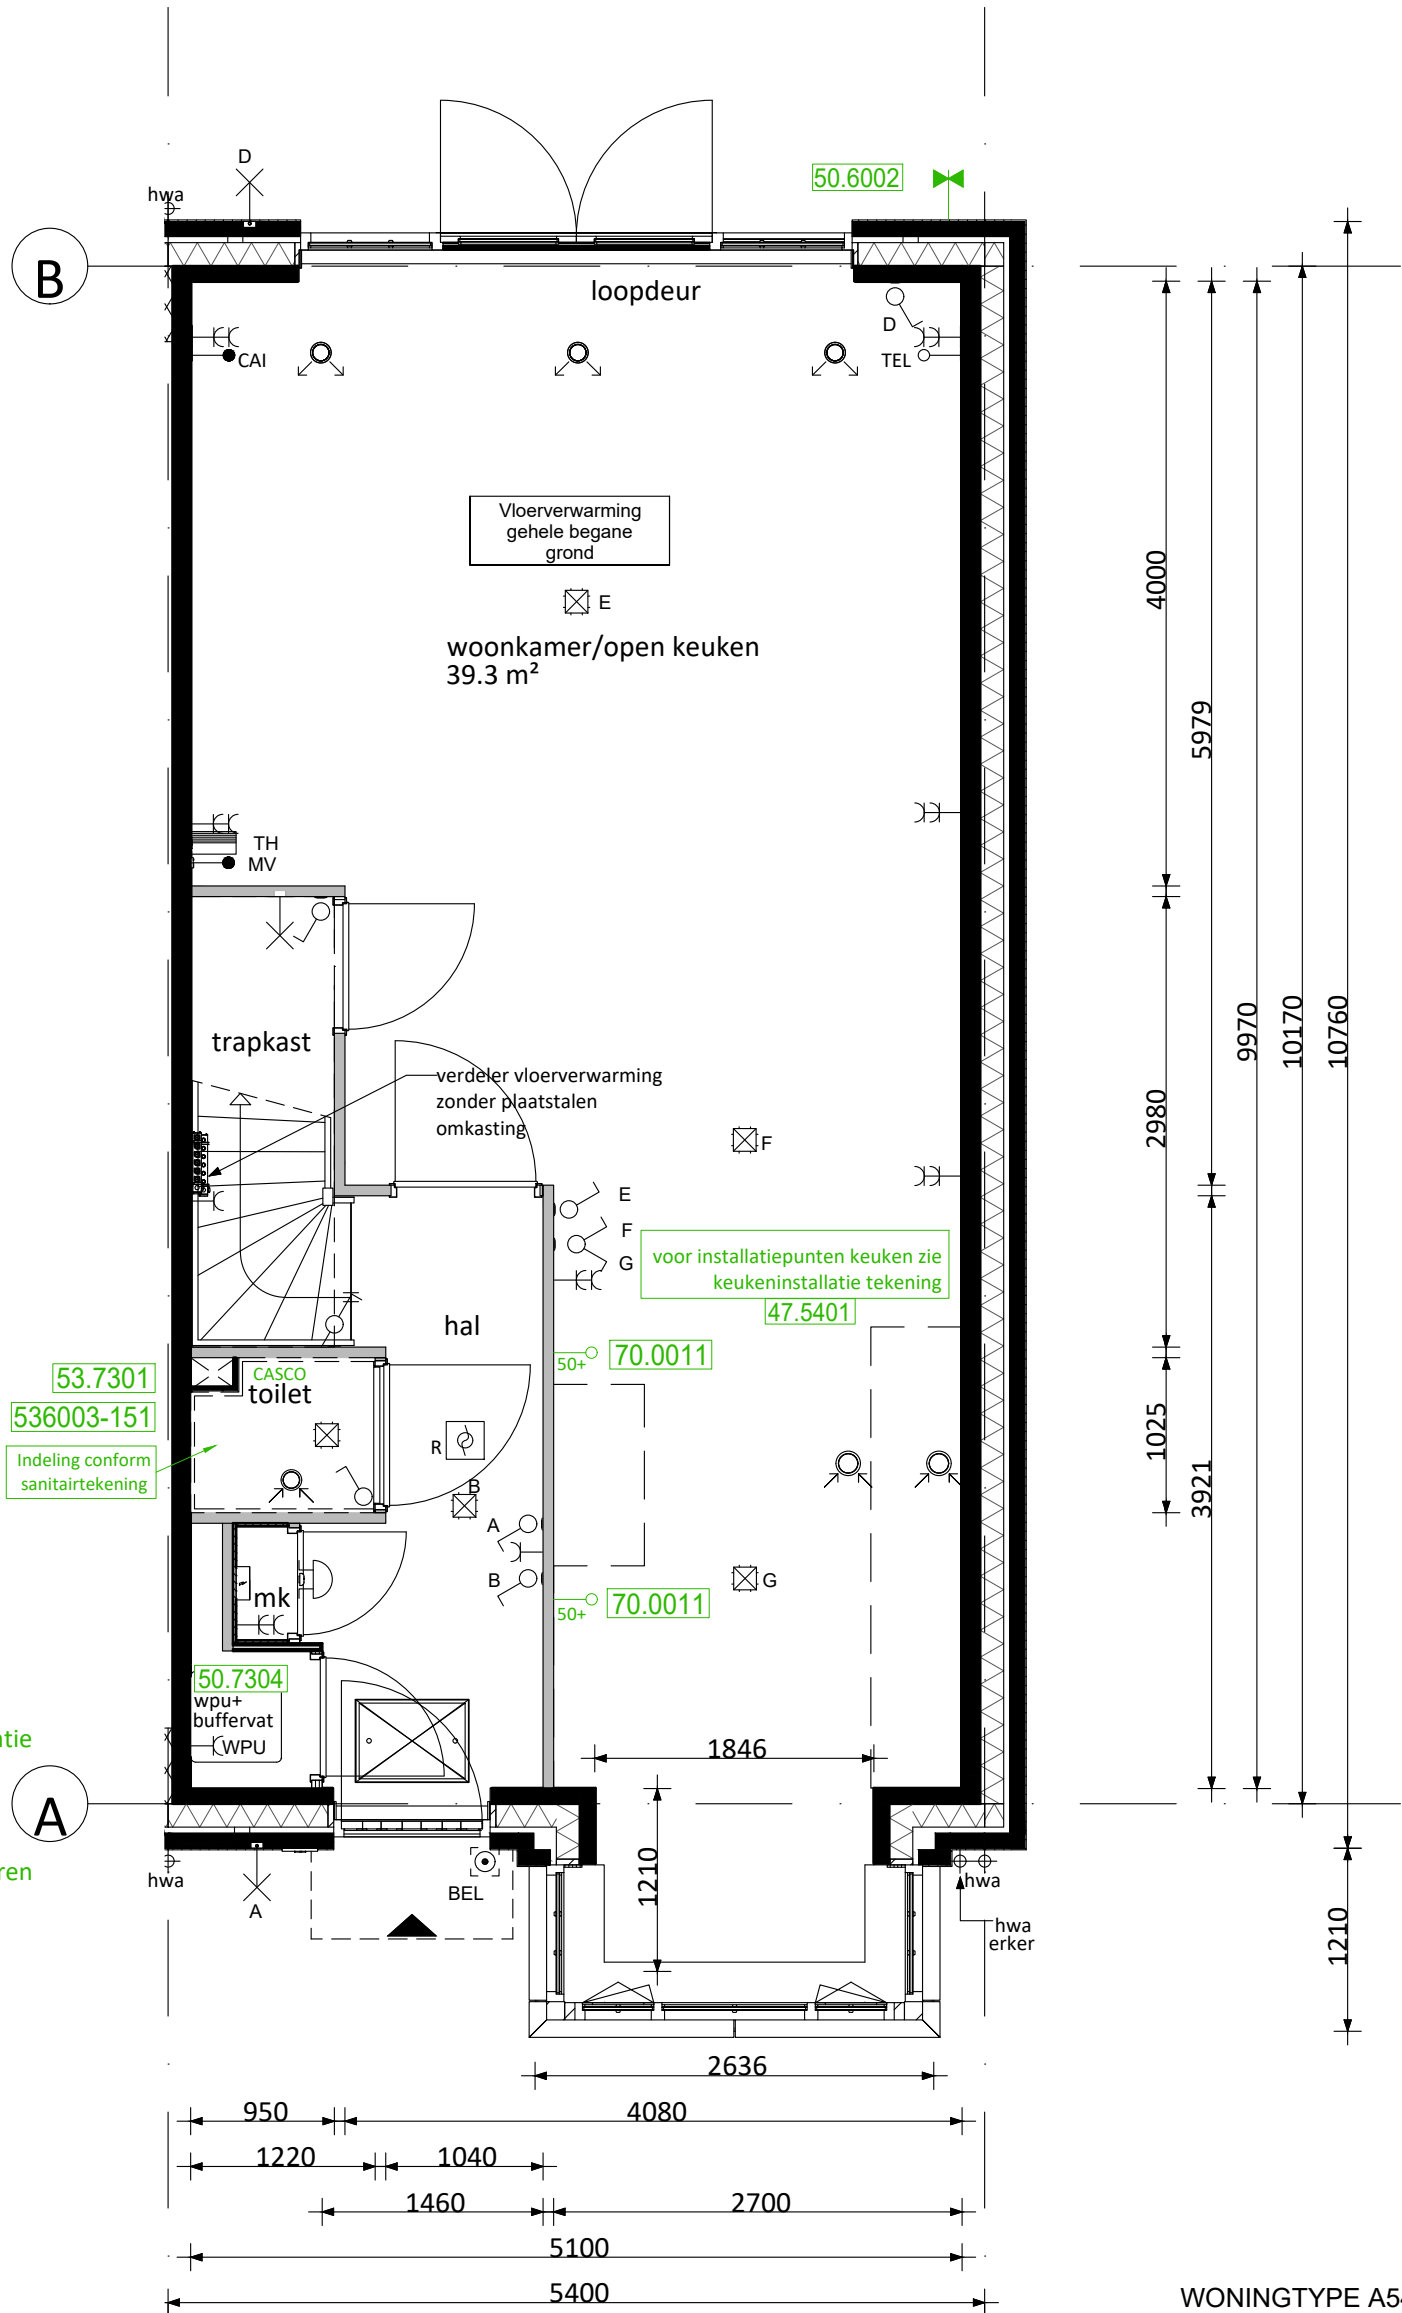 D
hwa
50.6002
B
loopdeur
D
CAI
TEL
Vloerverwarming
gehele begane
grond
E
woonkamer/open keuken
39.3 m²
4000
5979
TH
MV
9970
10170
10760
trapkast
verdeler vloerverwarming
zonder plaatstalen
omkasting
2980
F
E
F
G
voor installatiepunten keuken zie
keukeninstallatie tekening
47.5401
hal
50+
70.0011
53.7301
CASCO
toilet
536003-151
Indeling conform
sanitairtekening
R
1025
3921
B
A
B
mk
G
50+
70.0011
50.7304
wpu+
buffervat
WPU
tie
1846
A
1210
ren
hwa
A
BEL
hwa
hwa
erker
1210
2636
950
4080
1220
1040
1460
2700
5100
5400
WONINGTYPE A54